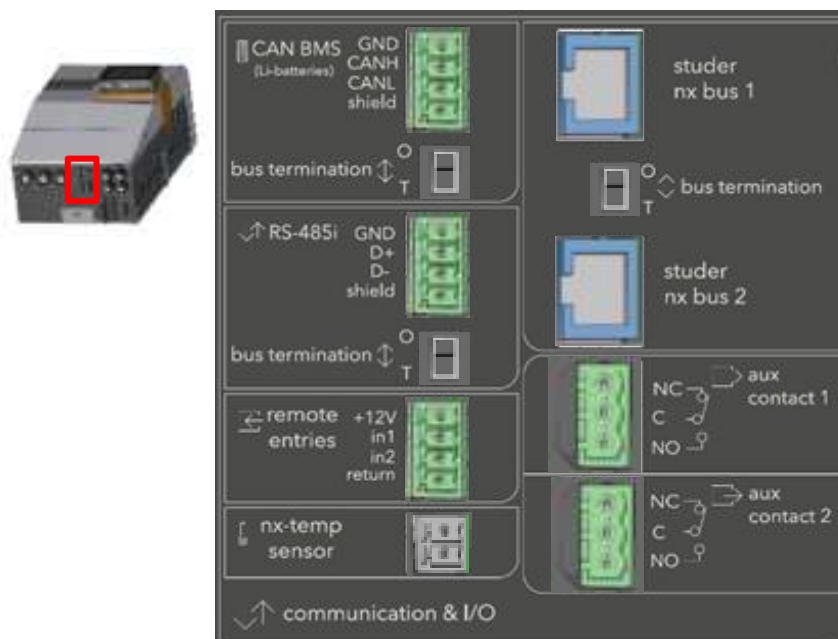 CAN BMS
(Li-batteries)
GND
CANH
CANL
shield
bus termination
O
T
RS-485i
GND
D+
D-
shield
bus termination
O
T
remote
entries
+12V
in1
in2
return
nx-temp
sensor
communication & I/O
studer
nx bus 1
O
T
bus termination
studer
nx bus 2
NC
C
NO
aux
contact 1
NC
C
NO
aux
contact 2